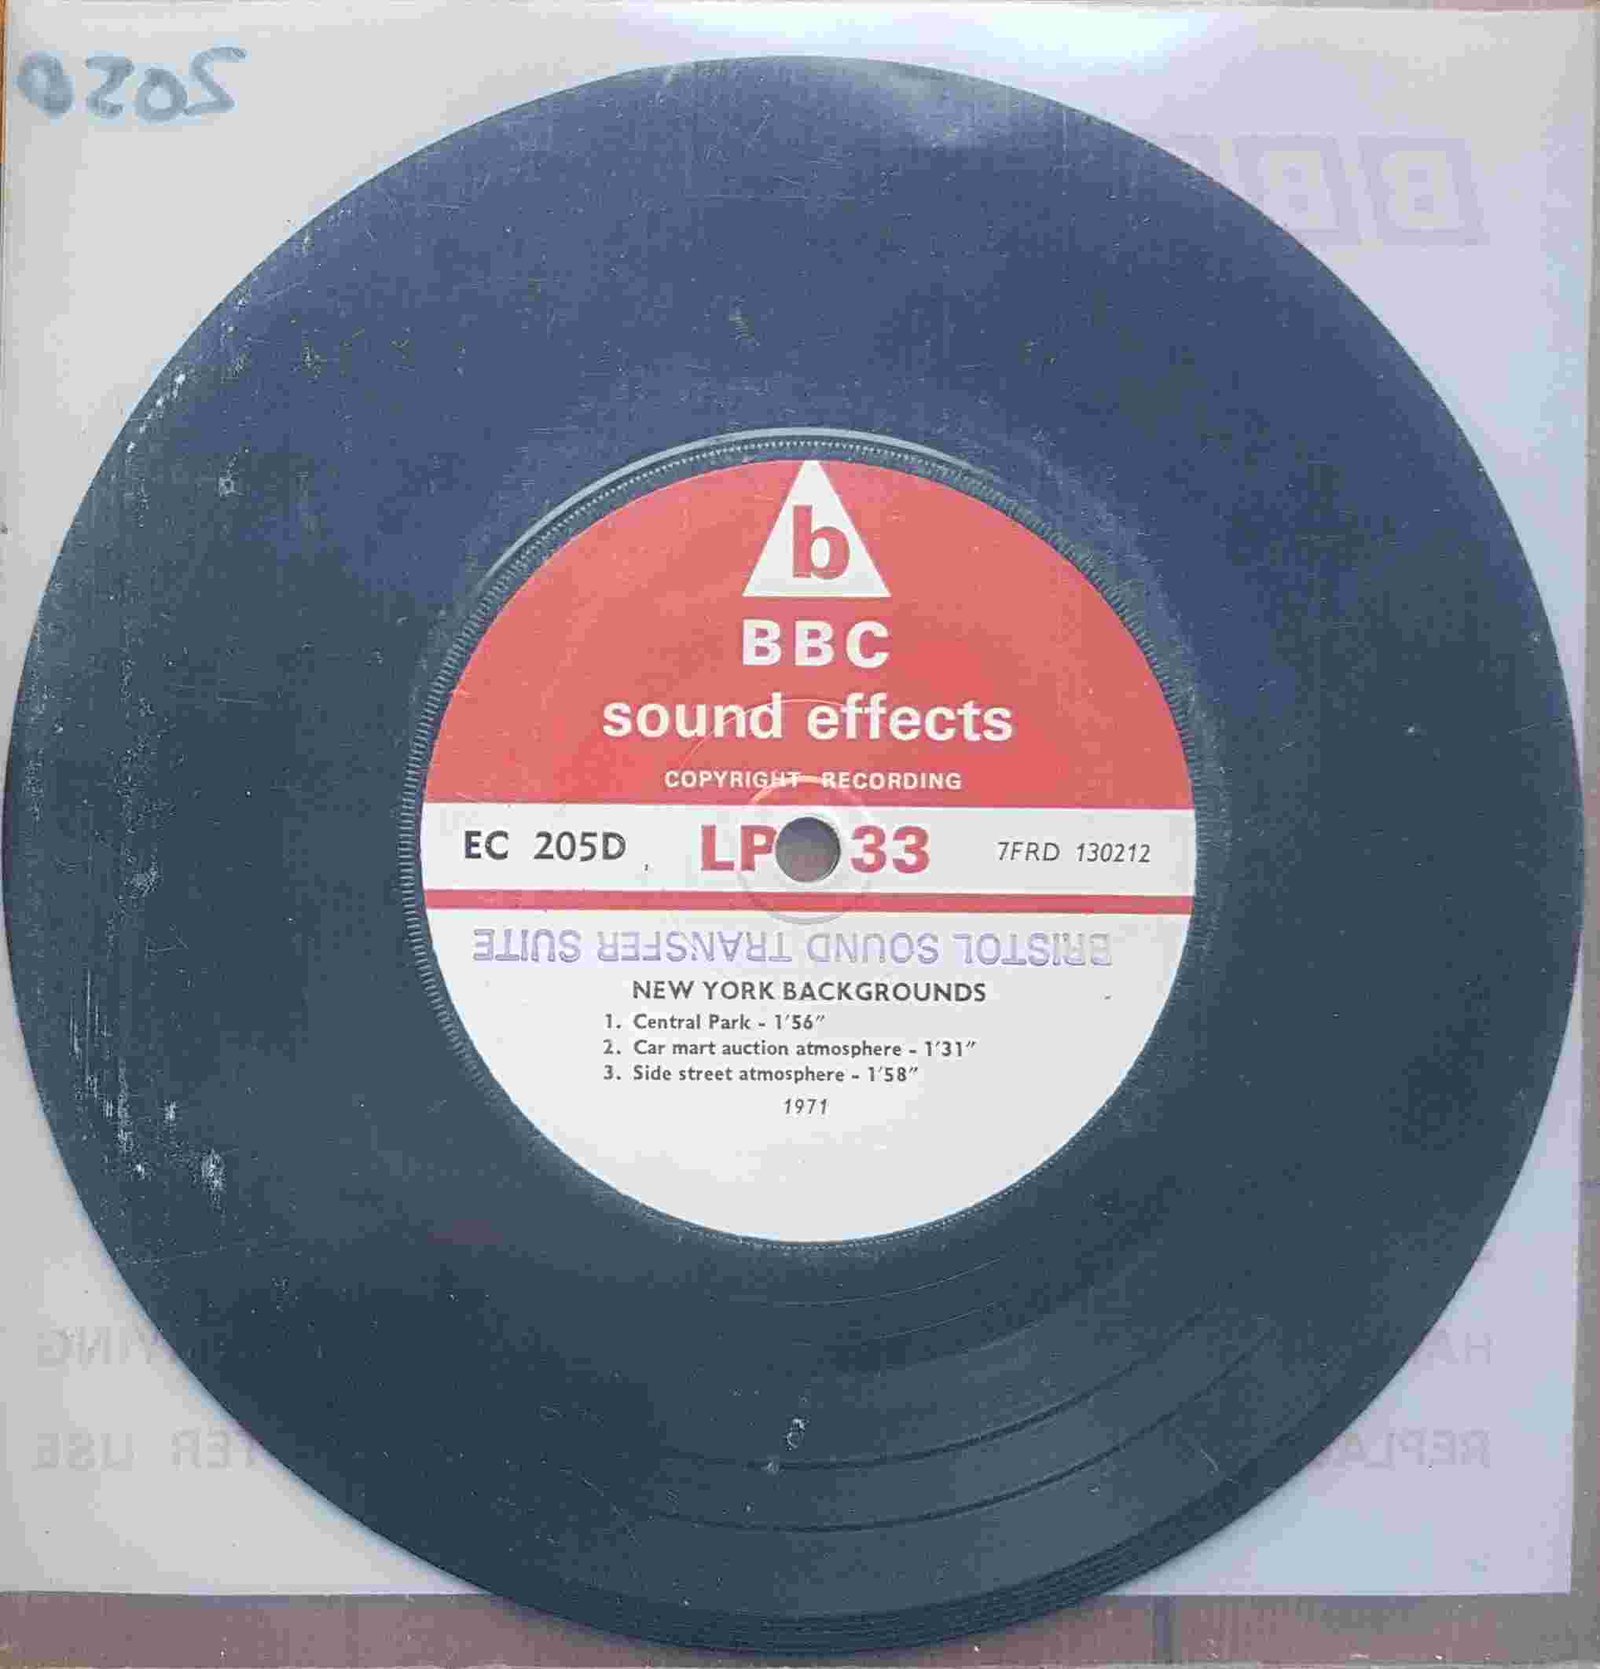 205D
BB
b
BBC
sound effects
COPYRIGHT RECORDING
EC 205D LP 33 7FRD 130212
BRISTOL SOUND TRANSFER SUITE
NEW YORK BACKGROUNDS
1. Central Park - 1'56"
2. Car mart auction atmosphere - 1'31"
3. Side street atmosphere - 1'58"
1971
USE